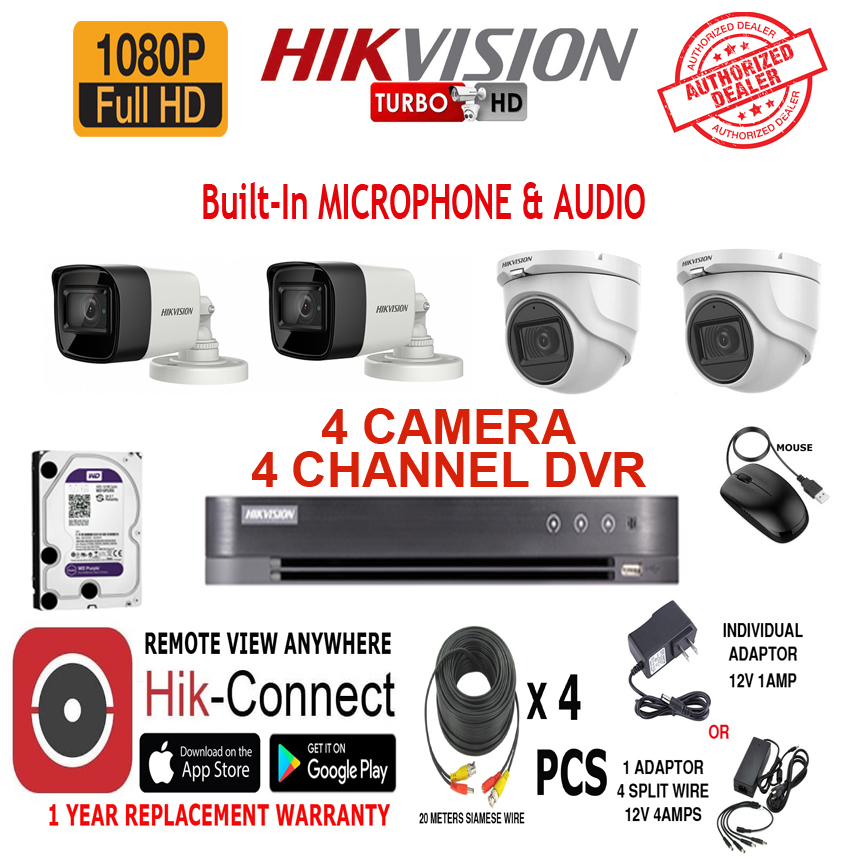 1080P
Full HD
HIKVISION
TURBO HD
AUTHORIZED DEALER
AUTHORIZED
DEALER
AUTHORIZED DEALER
Built-In MICROPHONE & AUDIO
HIKVISION
HIKVISION
HIKVISION
HIKVISION
4 CAMERA
4 CHANNEL DVR
MOUSE
WD
WD Purple
HIKVISION
REMOTE VIEW ANYWHERE
Hik-Connect
Download on the
App Store
GET IT ON
Google Play
1 YEAR REPLACEMENT WARRANTY
x 4
PCS
20 METERS SIAMESE WIRE
INDIVIDUAL
ADAPTOR
12V 1AMP
OR
1 ADAPTOR
4 SPLIT WIRE
12V 4AMPS